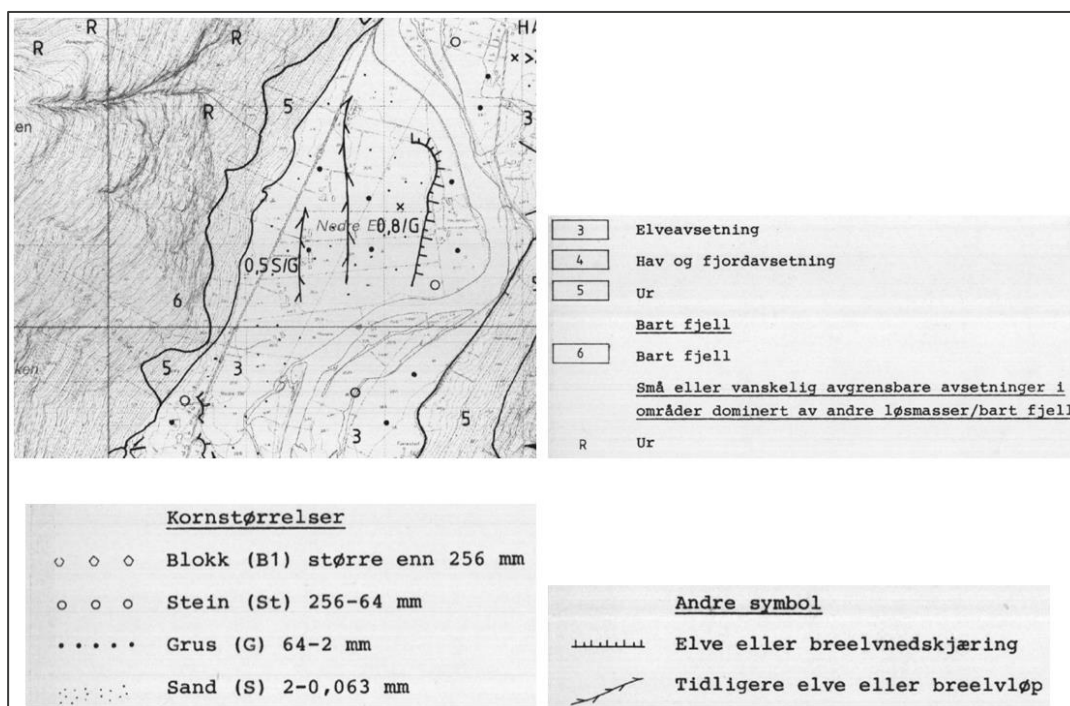 R
R
R
5
HA
x >
3
en
Nedre E
0,8/G
0,5 S/G
6
5
3
3
5
ken
3 Elveavsetning
4 Hav og fjordavsetning
5 Ur
Bart fjell
6 Bart fjell
Små eller vanskelig avgrensbare avsetninger i
områder dominert av andre løsmasser/bart fjell
R Ur
Kornstørrelser
Blokk (Bl) større enn 256 mm
Stein (St) 256-64 mm
Grus (G) 64-2 mm
Sand (S) 2-0,063 mm
Andre symbol
Elve eller breelvnedskjæring
Tidligere elve eller breelvløp